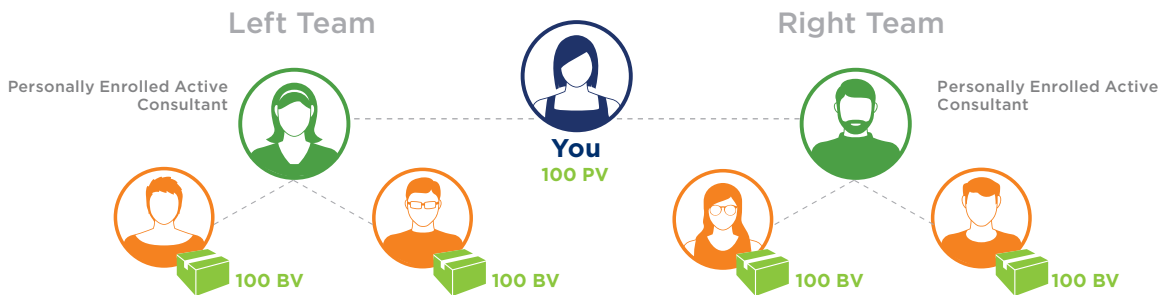 Left Team
Right Team
Personally Enrolled Active
Consultant
Personally Enrolled Active
Consultant
You
100 PV
100 BV
100 BV
100 BV
100 BV